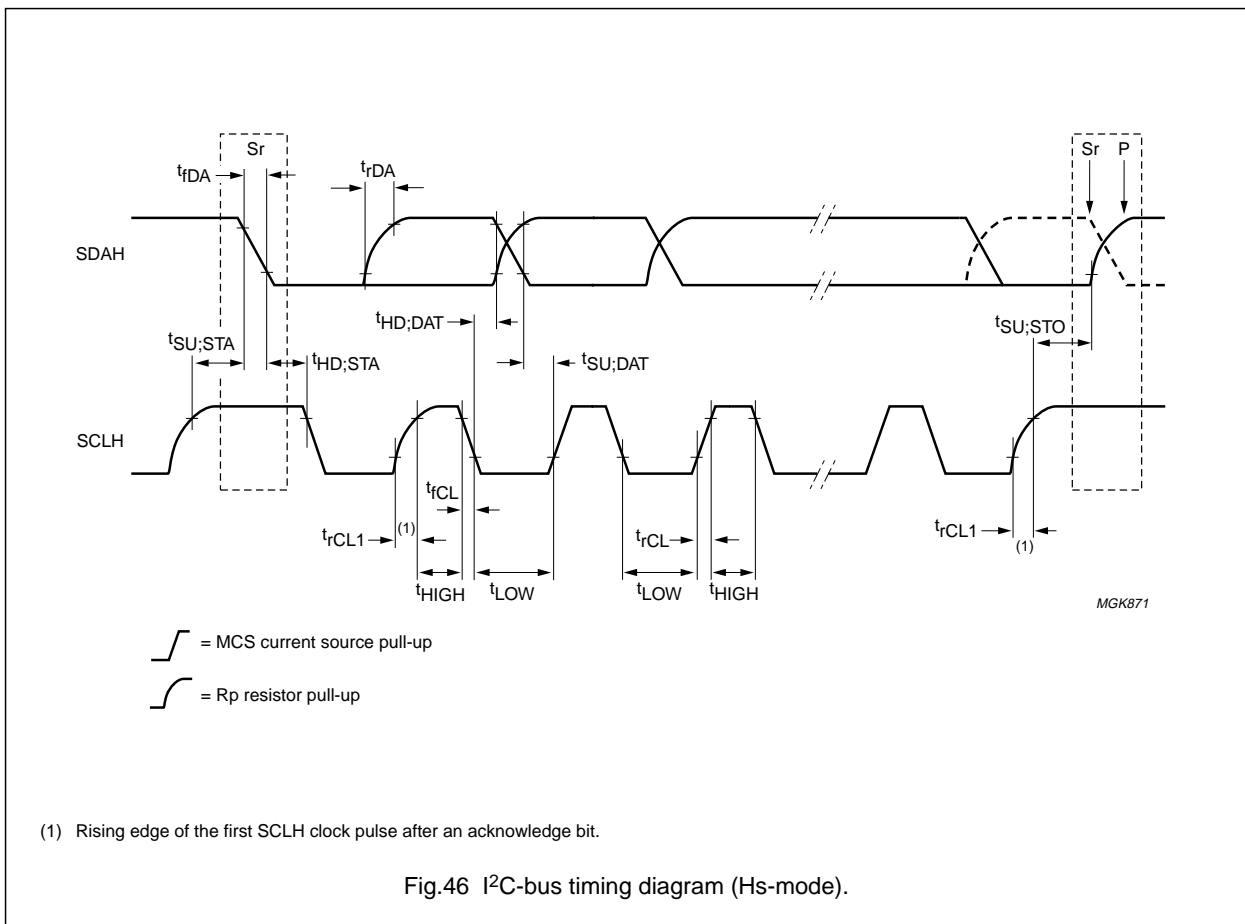 Sr
tfDA
trDA
Sr P
SDAH
tHD;DAT
tSU;STO
tSU;STA
tHD;STA
tSU;DAT
SCLH
tfCL
trCL1 (1)
trCL
trCL1 (1)
tHIGH tLOW tLOW tHIGH
MGK871
= MCS current source pull-up
= Rp resistor pull-up
(1) Rising edge of the first SCLH clock pulse after an acknowledge bit.
Fig.46 I²C-bus timing diagram (Hs-mode).